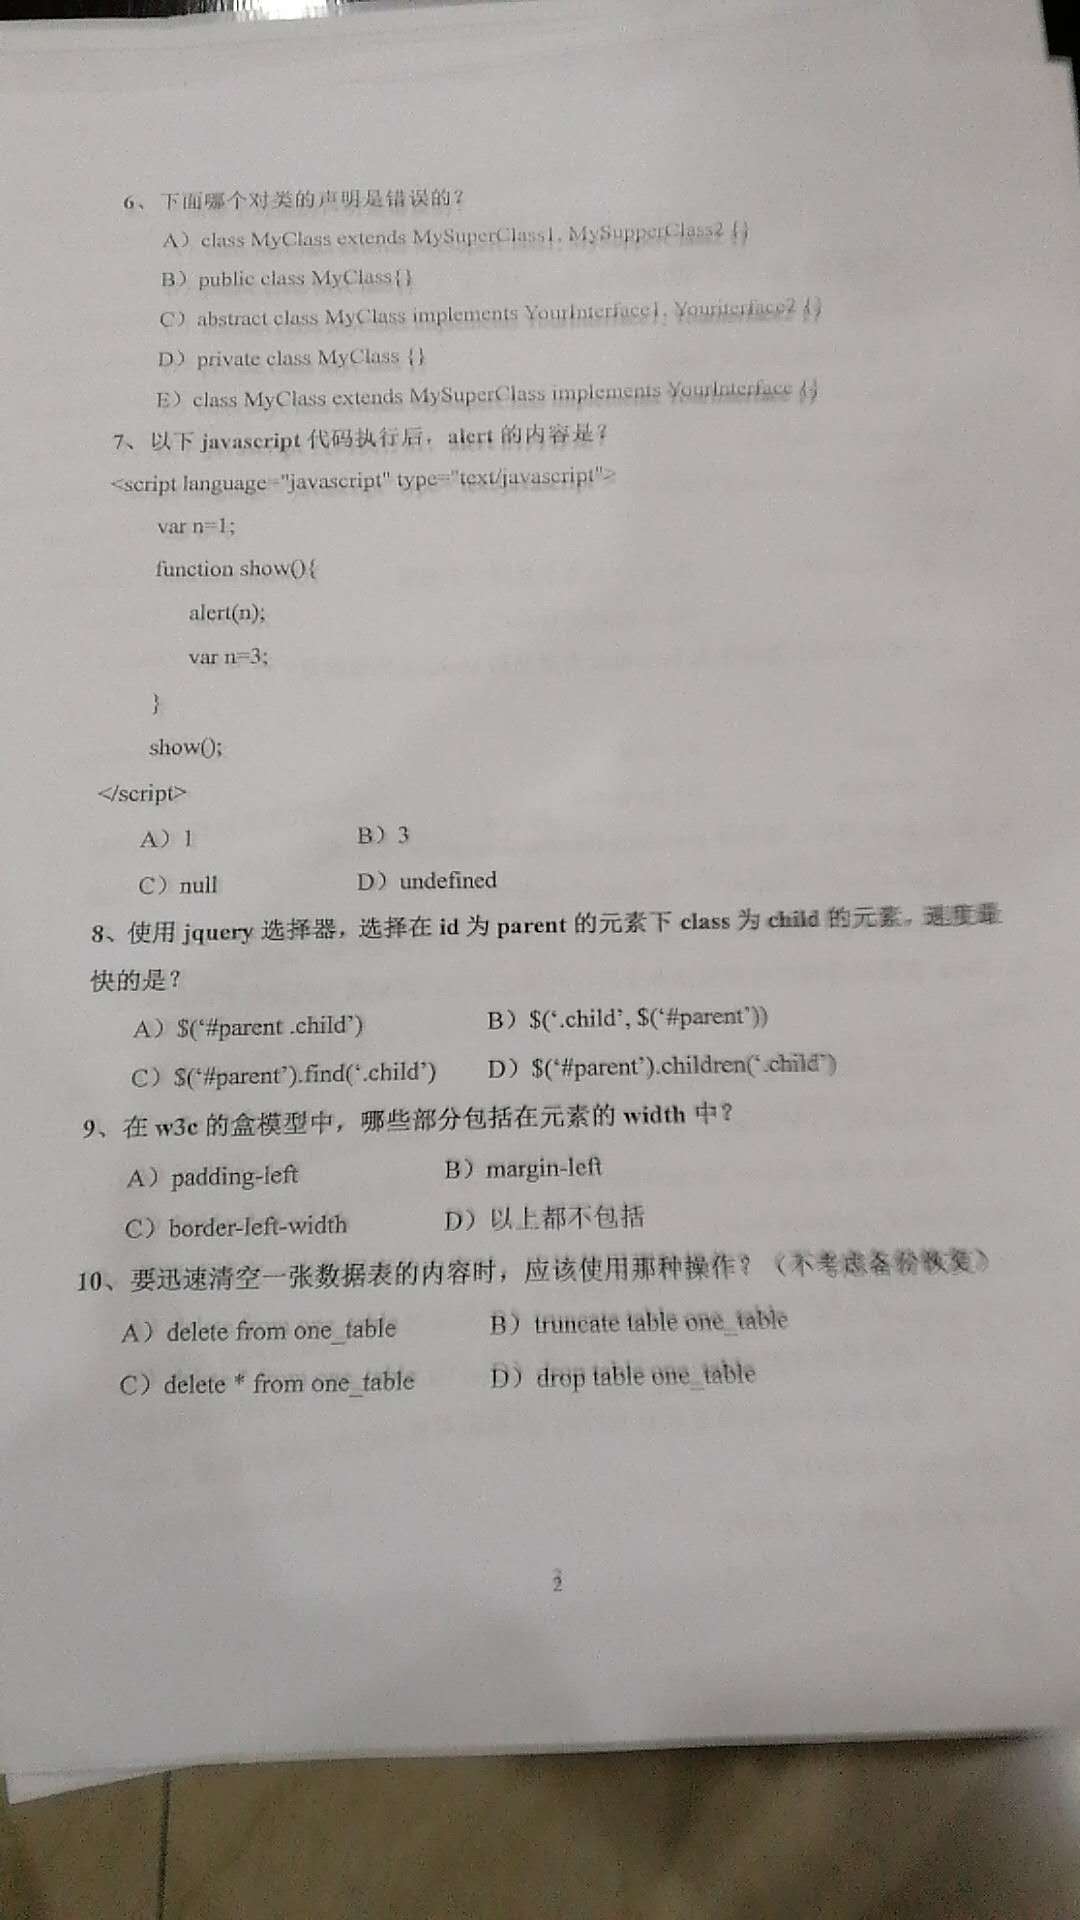 6、下面哪个对类的声明是错误的？
A）class MyClass extends MySuperClass1, MySupperClass2 {}
B）public class MyClass{}
C）abstract class MyClass implements YourInterface1, Youriterface2 {}
D）private class MyClass {}
E）class MyClass extends MySuperClass implements YourInterface {}
7、以下 javascript 代码执行后，alert 的内容是？
<script language="javascript" type="text/javascript">
var n=1;
function show(){
alert(n);
var n=3;
}
show();
</script>
A）1 B）3
C）null D）undefined
8、使用 jquery 选择器，选择在 id 为 parent 的元素下 class 为 child 的元素，速度最
快的是？
A）$(‘#parent .child’) B）$(‘.child’, $(‘#parent’))
C）$(‘#parent’).find(‘.child’) D）$(‘#parent’).children(‘.child’)
9、在 w3c 的盒模型中，哪些部分包括在元素的 width 中？
A）padding-left B）margin-left
C）border-left-width D）以上都不包括
10、要迅速清空一张数据表的内容时，应该使用那种操作？（不考虑备份恢复）
A）delete from one_table B）truncate table one_table
C）delete * from one_table D）drop table one_table
2